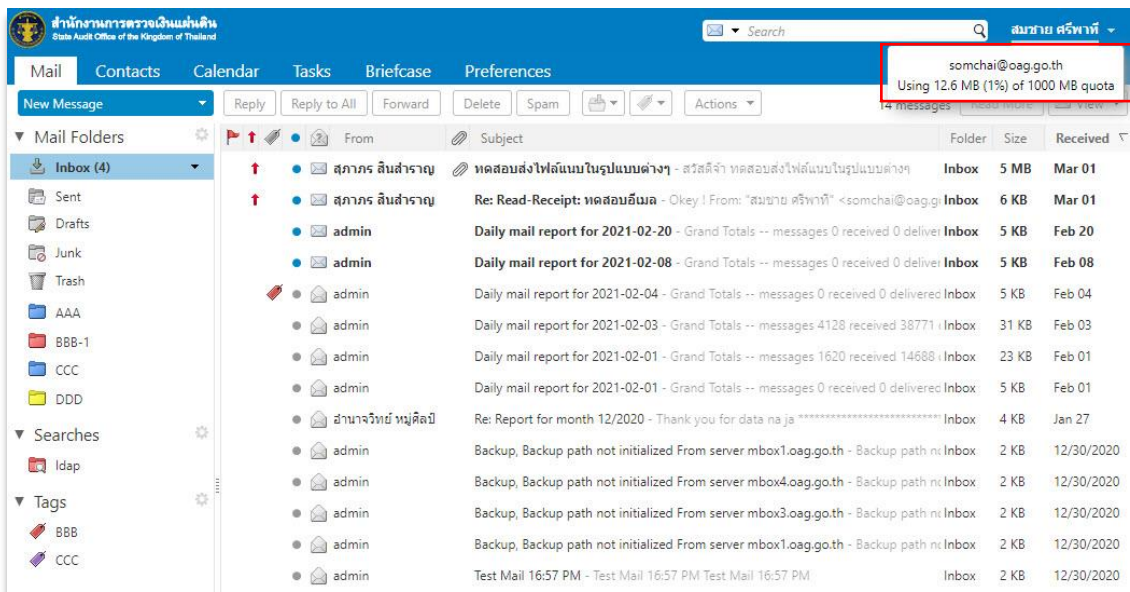 สำนักงานการตรวจเงินแผ่นดิน
State Audit Office of the Kingdom of Thailand
Search
สมชาย ศรีพาที
Mail Contacts Calendar Tasks Briefcase Preferences
somchai@oag.go.th
Using 12.6 MB (1%) of 1000 MB quota
New Message Reply Reply to All Forward Delete Spam Actions 14 messages Read More View
Mail Folders From Subject Folder Size Received
Inbox (4)
Sent
Drafts
Junk
Trash
AAA
BBB-1
CCC
DDD
Searches
ldap
Tags
BBB
CCC
สุภาภร สินสำราญ ทดสอบส่งไฟล์แนบในรูปแบบต่างๆ - สวัสดีจ้า ทดสอบส่งไฟล์แนบในรูปแบบต่างๆ Inbox 5 MB Mar 01
สุภาภร สินสำราญ Re: Read-Receipt: ทดสอบอีเมล - Okey ! From: "สมชาย ศรีพาที" <somchai@oag.g Inbox 6 KB Mar 01
admin Daily mail report for 2021-02-20 - Grand Totals -- messages 0 received 0 deliver Inbox 5 KB Feb 20
admin Daily mail report for 2021-02-08 - Grand Totals -- messages 0 received 0 deliver Inbox 5 KB Feb 08
admin Daily mail report for 2021-02-04 - Grand Totals -- messages 0 received 0 delivered Inbox 5 KB Feb 04
admin Daily mail report for 2021-02-03 - Grand Totals -- messages 4128 received 38771 Inbox 31 KB Feb 03
admin Daily mail report for 2021-02-01 - Grand Totals -- messages 1620 received 14688 Inbox 23 KB Feb 01
admin Daily mail report for 2021-02-01 - Grand Totals -- messages 0 received 0 delivered Inbox 5 KB Feb 01
อำนาจวิทย์ หมู่ศิลป์ Re: Report for month 12/2020 - Thank you for data na ja **************************** Inbox 4 KB Jan 27
admin Backup, Backup path not initialized From server mbox1.oag.go.th - Backup path no Inbox 2 KB 12/30/2020
admin Backup, Backup path not initialized From server mbox4.oag.go.th - Backup path no Inbox 2 KB 12/30/2020
admin Backup, Backup path not initialized From server mbox3.oag.go.th - Backup path no Inbox 2 KB 12/30/2020
admin Backup, Backup path not initialized From server mbox1.oag.go.th - Backup path no Inbox 2 KB 12/30/2020
admin Test Mail 16:57 PM - Test Mail 16:57 PM Test Mail 16:57 PM Inbox 2 KB 12/30/2020